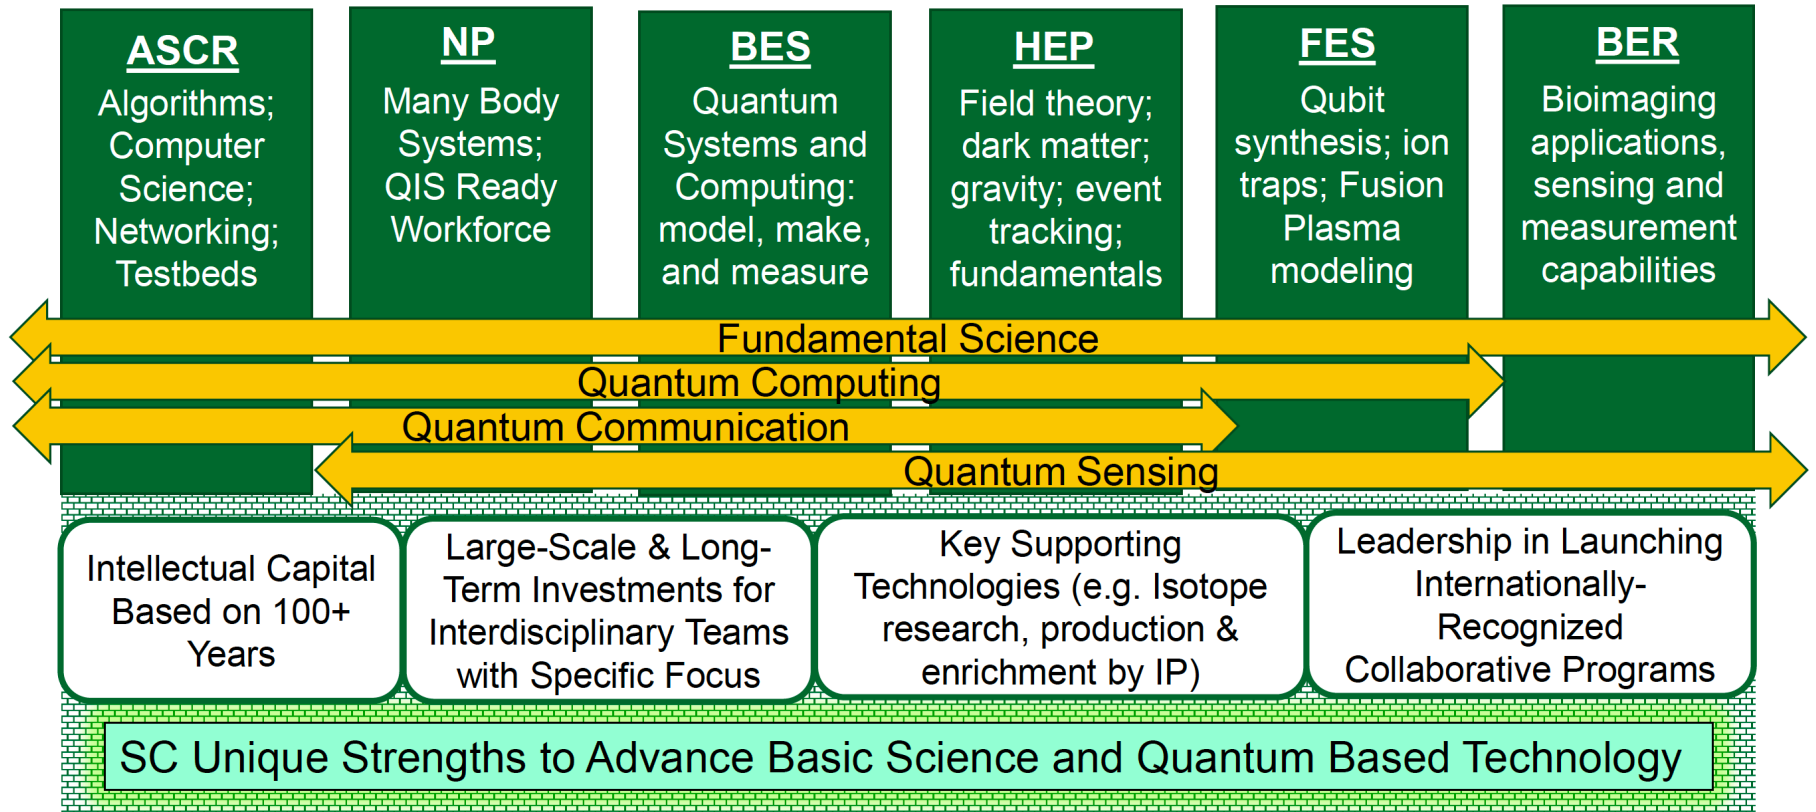 ASCR
Algorithms;
Computer
Science;
Networking;
Testbeds
NP
Many Body
Systems;
QIS Ready
Workforce
BES
Quantum
Systems and
Computing:
model, make,
and measure
HEP
Field theory;
dark matter;
gravity; event
tracking;
fundamentals
FES
Qubit
synthesis; ion
traps; Fusion
Plasma
modeling
BER
Bioimaging
applications,
sensing and
measurement
capabilities
Fundamental Science
Quantum Computing
Quantum Communication
Quantum Sensing
Intellectual Capital
Based on 100+
Years
Large-Scale & Long-
Term Investments for
Interdisciplinary Teams
with Specific Focus
Key Supporting
Technologies (e.g. Isotope
research, production &
enrichment by IP)
Leadership in Launching
Internationally-
Recognized
Collaborative Programs
SC Unique Strengths to Advance Basic Science and Quantum Based Technology